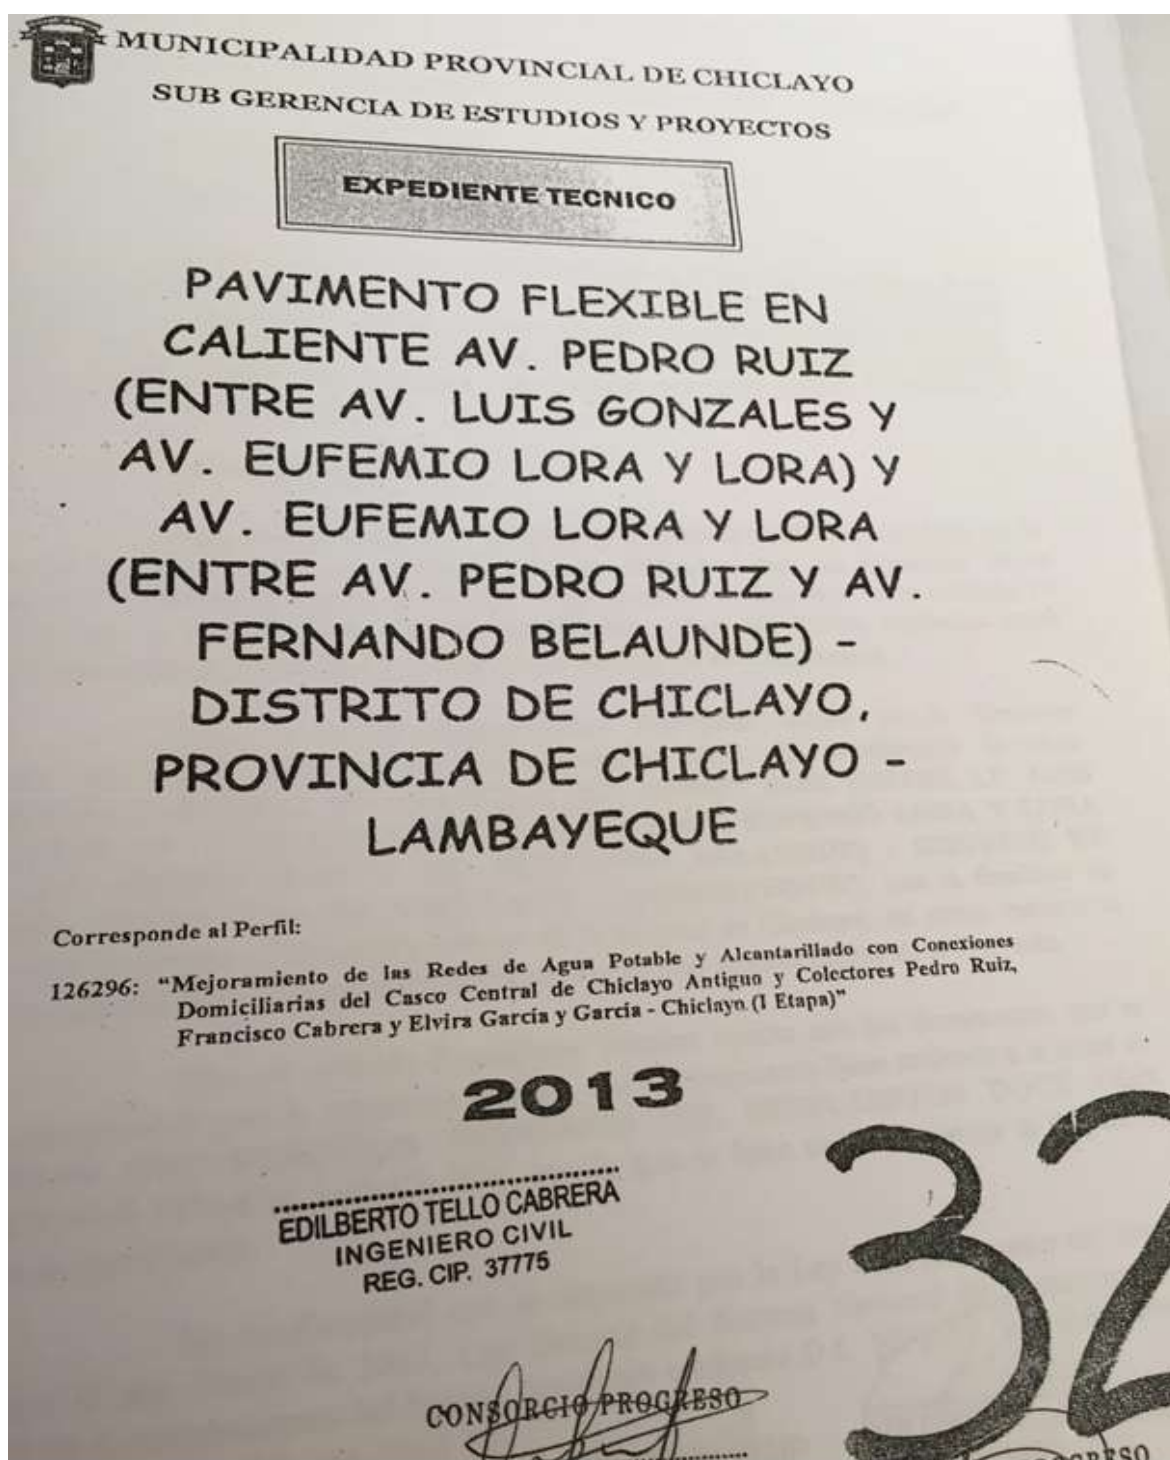 MUNICIPALIDAD PROVINCIAL DE CHICLAYO
SUB GERENCIA DE ESTUDIOS Y PROYECTOS
EXPEDIENTE TECNICO
PAVIMENTO FLEXIBLE EN
CALIENTE AV. PEDRO RUIZ
(ENTRE AV. LUIS GONZALES Y
AV. EUFEMIO LORA Y LORA) Y
AV. EUFEMIO LORA Y LORA
(ENTRE AV. PEDRO RUIZ Y AV.
FERNANDO BELAUNDE) -
DISTRITO DE CHICLAYO,
PROVINCIA DE CHICLAYO -
LAMBAYEQUE
Corresponde al Perfil:
126296: "Mejoramiento de las Redes de Agua Potable y Alcantarillado con Conexiones
Domiciliarias del Casco Central de Chiclayo Antiguo y Colectores Pedro Ruiz,
Francisco Cabrera y Elvira García y García - Chiclayo (I Etapa)"
2013
EDILBERTO TELLO CABRERA
INGENIERO CIVIL
REG. CIP. 37775
32
CONSORCIO PROGRESO